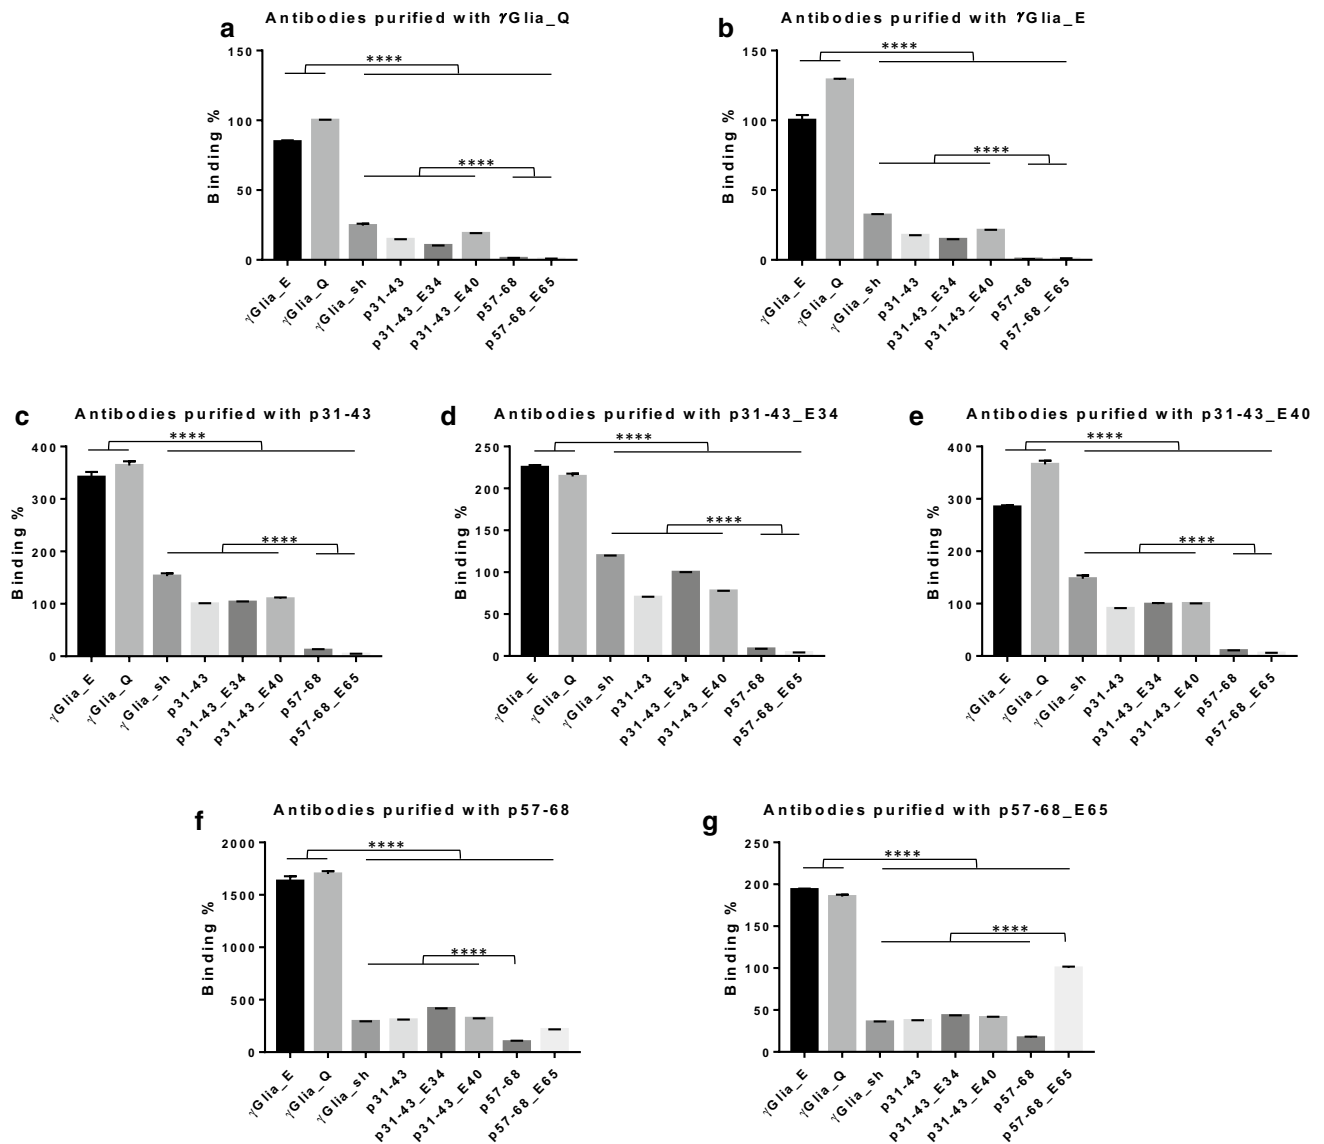 a
Antibodies purified with γGlia_Q
Binding %
150
100
50
0
****
****
γGlia_E
γGlia_Q
γGlia_sh
p31-43
p31-43_E34
p31-43_E40
p57-68
p57-68_E65
b
Antibodies purified with γGlia_E
Binding %
150
100
50
0
****
****
γGlia_E
γGlia_Q
γGlia_sh
p31-43
p31-43_E34
p31-43_E40
p57-68
p57-68_E65
c
Antibodies purified with p31-43
Binding %
400
300
200
100
0
****
****
γGlia_E
γGlia_Q
γGlia_sh
p31-43
p31-43_E34
p31-43_E40
p57-68
p57-68_E65
d
Antibodies purified with p31-43_E34
Binding %
250
200
150
100
50
0
****
****
γGlia_E
γGlia_Q
γGlia_sh
p31-43
p31-43_E34
p31-43_E40
p57-68
p57-68_E65
e
Antibodies purified with p31-43_E40
Binding %
400
300
200
100
0
****
****
γGlia_E
γGlia_Q
γGlia_sh
p31-43
p31-43_E34
p31-43_E40
p57-68
p57-68_E65
f
Antibodies purified with p57-68
Binding %
2000
1500
1000
500
0
****
****
γGlia_E
γGlia_Q
γGlia_sh
p31-43
p31-43_E34
p31-43_E40
p57-68
p57-68_E65
g
Antibodies purified with p57-68_E65
Binding %
250
200
150
100
50
0
****
****
γGlia_E
γGlia_Q
γGlia_sh
p31-43
p31-43_E34
p31-43_E40
p57-68
p57-68_E65